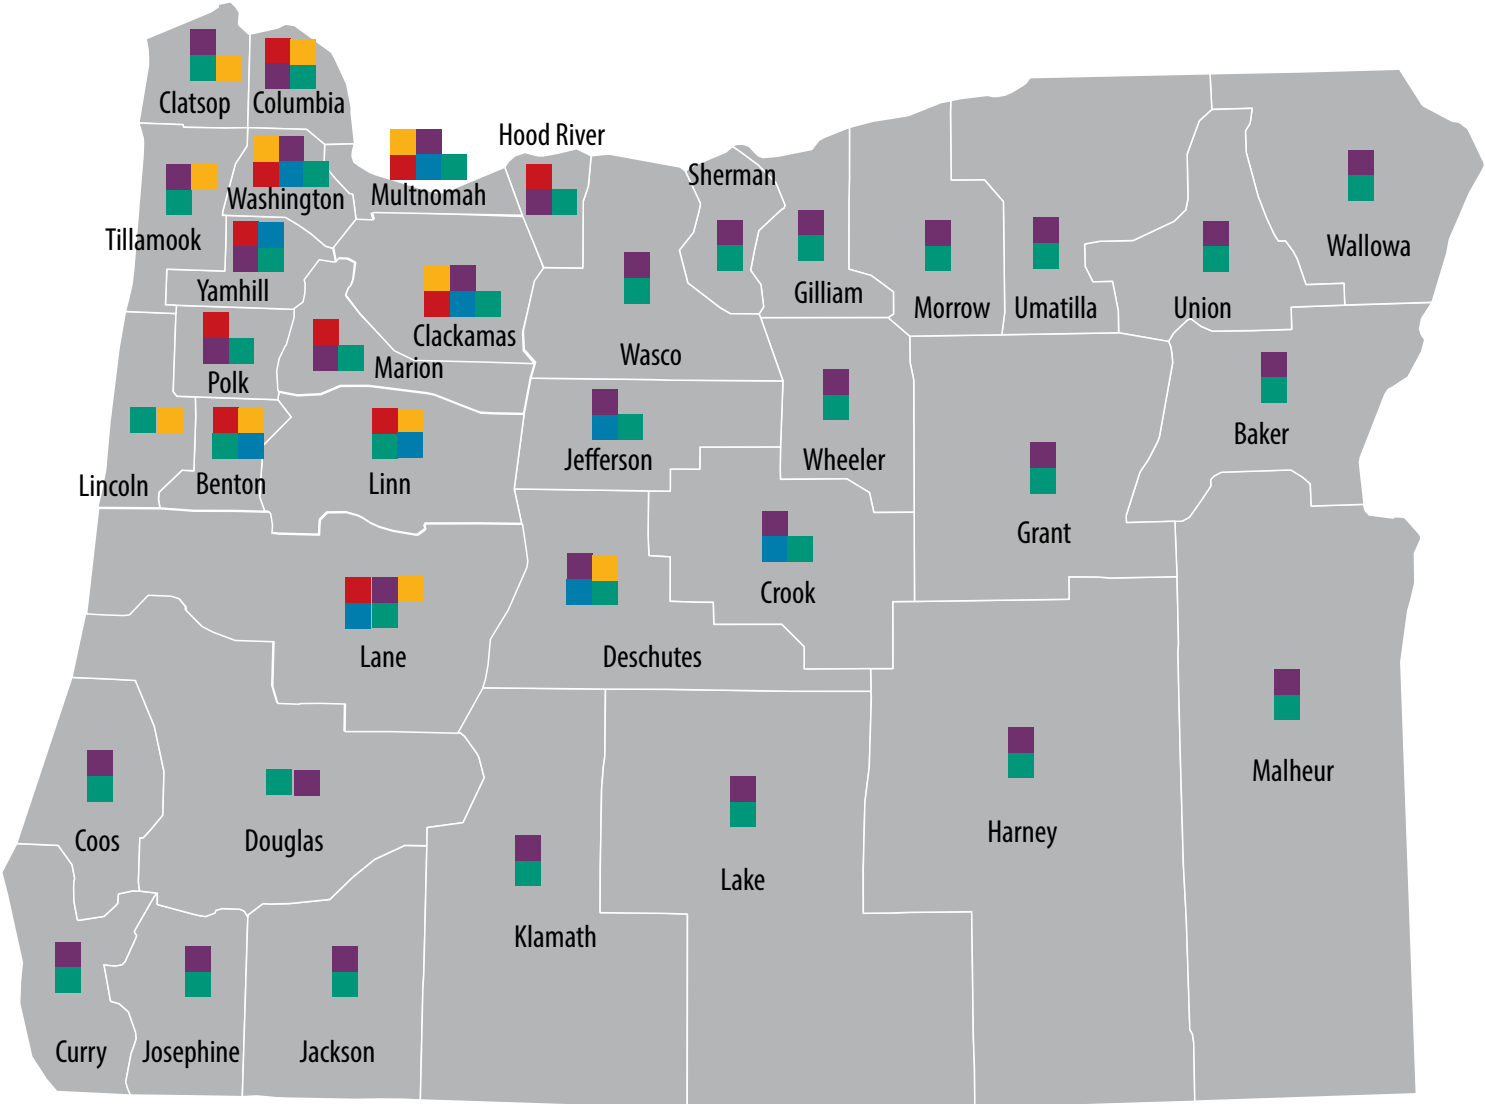 Clatsop
Columbia
Hood River
Sherman
Washington
Multnomah
Tillamook
Wallowa
Yamhill
Gilliam
Morrow
Umatilla
Union
Clackamas
Wasco
Marion
Polk
Baker
Jefferson
Wheeler
Lincoln
Benton
Linn
Grant
Crook
Lane
Deschutes
Malheur
Coos
Douglas
Harney
Lake
Klamath
Curry
Josephine
Jackson